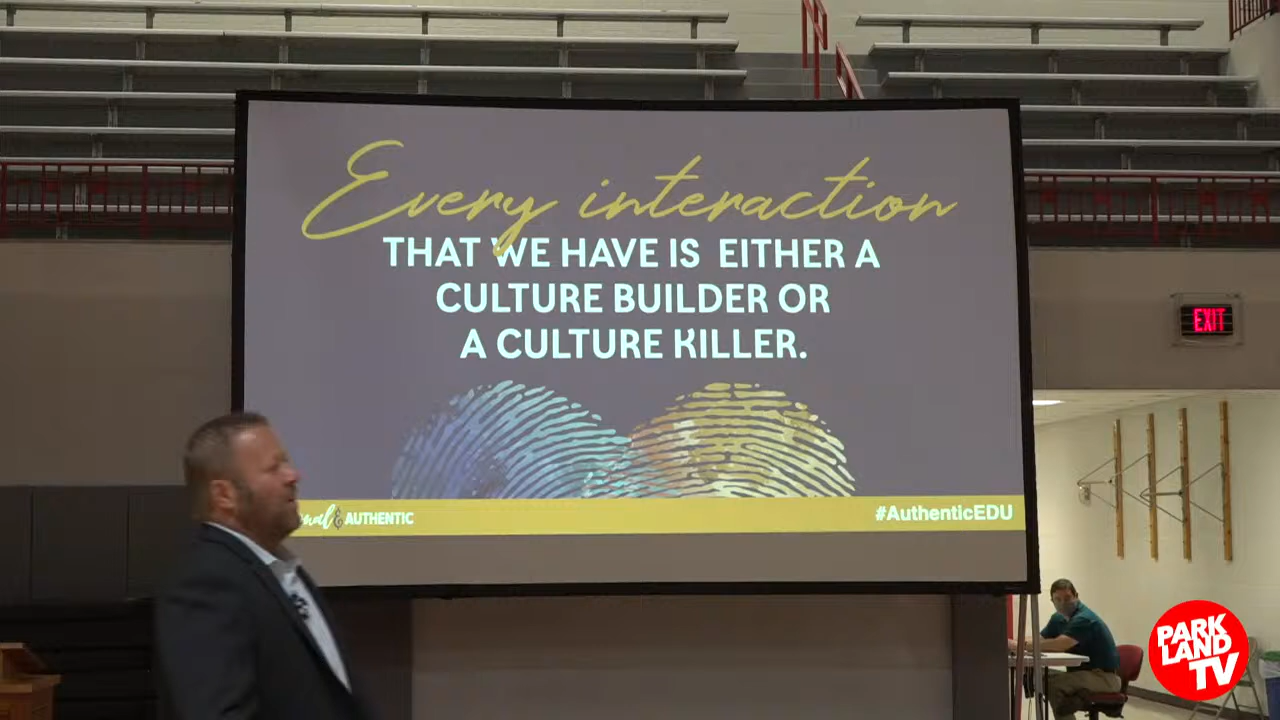 Every interaction
THAT WE HAVE IS EITHER A
CULTURE BUILDER OR
A CULTURE KILLER.
& AUTHENTIC
#AuthenticEDU
EXIT
PARK
LAND
TV